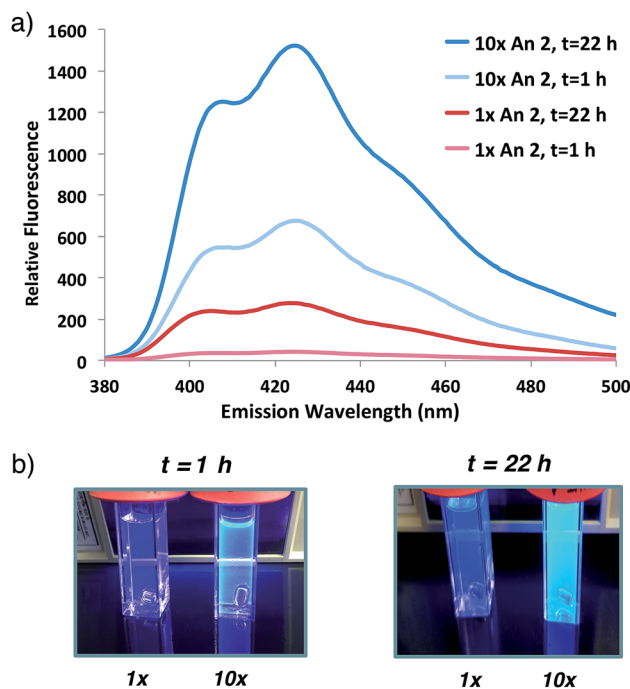 a)
1600
1400
1200
1000
800
600
400
200
0
Relative Fluorescence
10x An 2, t=22 h
10x An 2, t=1 h
1x An 2, t=22 h
1x An 2, t=1 h
380 400 420 440 460 480 500
Emission Wavelength (nm)
b)
t = 1 h t = 22 h
1x 10x 1x 10x